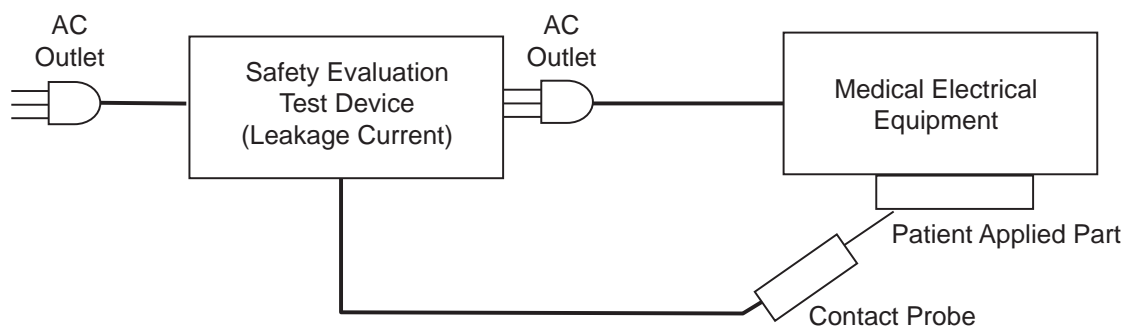 AC
Outlet
Safety Evaluation
Test Device
(Leakage Current)
AC
Outlet
Medical Electrical
Equipment
Patient Applied Part
Contact Probe